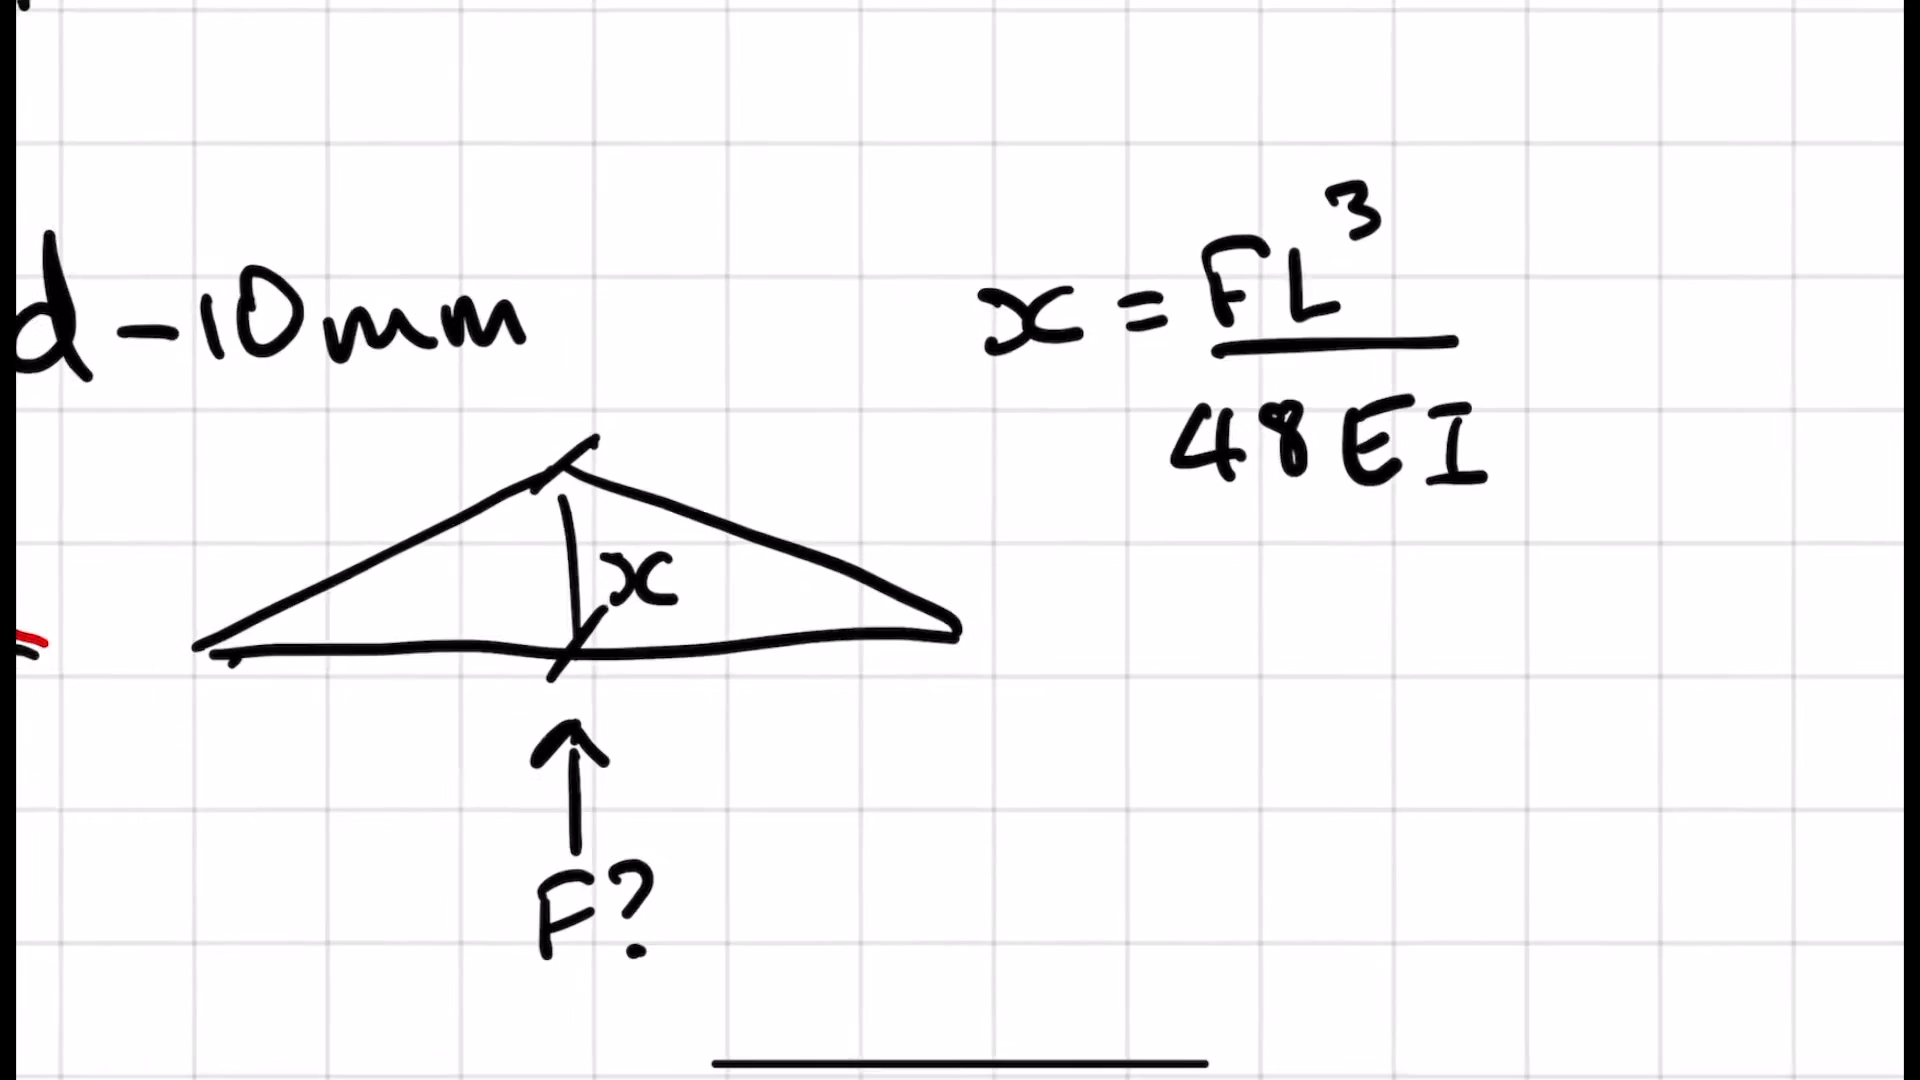 d-10mm
x = FL³
48EI
x
F?